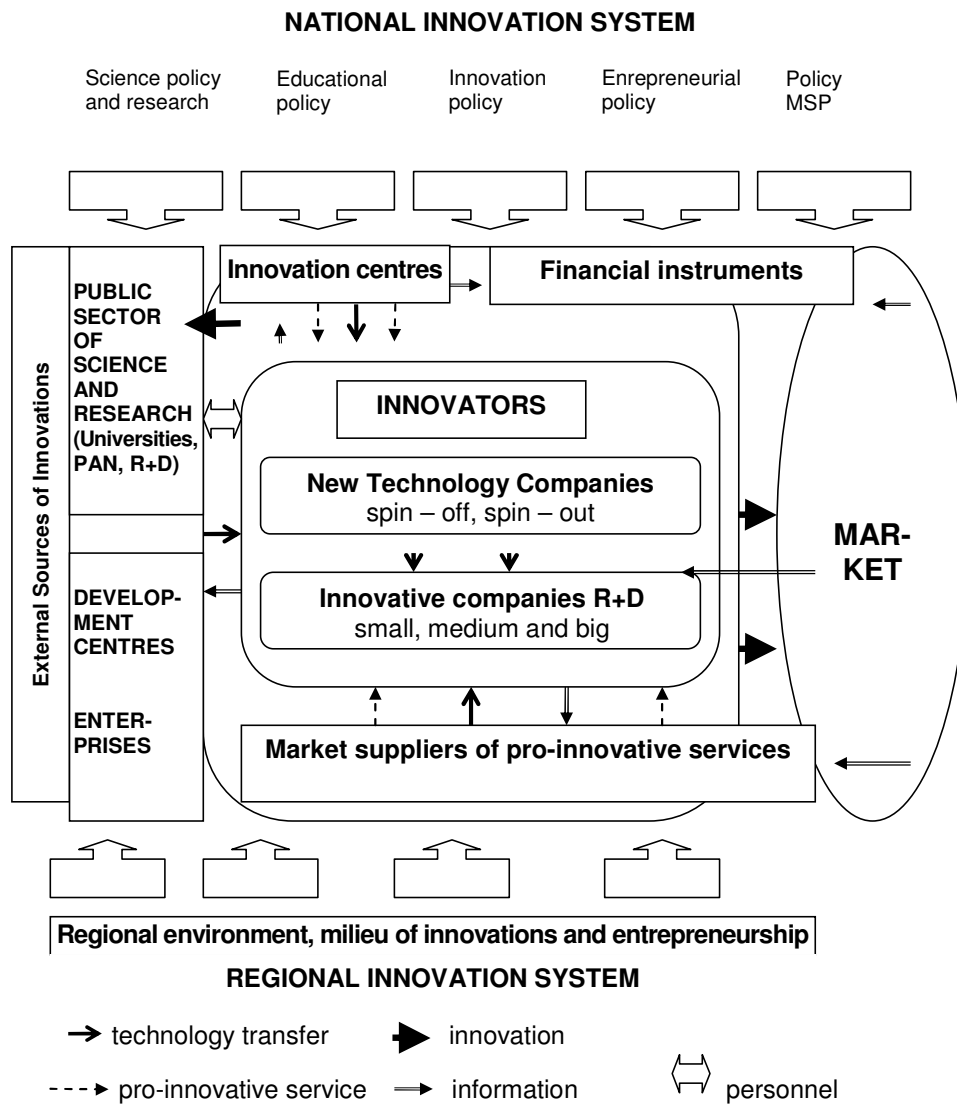 NATIONAL INNOVATION SYSTEM
Science policy
and research
Educational
policy
Innovation
policy
Enrepreneurial
policy
Policy
MSP
External Sources of Innovations
PUBLIC
SECTOR
OF
SCIENCE
AND
RESEARCH
(Universities,
PAN, R+D)
DEVELOP-
MENT
CENTRES
ENTER-
PRISES
Innovation centres
Financial instruments
INNOVATORS
New Technology Companies
spin – off, spin – out
Innovative companies R+D
small, medium and big
Market suppliers of pro-innovative services
MAR-
KET
Regional environment, milieu of innovations and entrepreneurship
REGIONAL INNOVATION SYSTEM
technology transfer
innovation
pro-innovative service
information
personnel